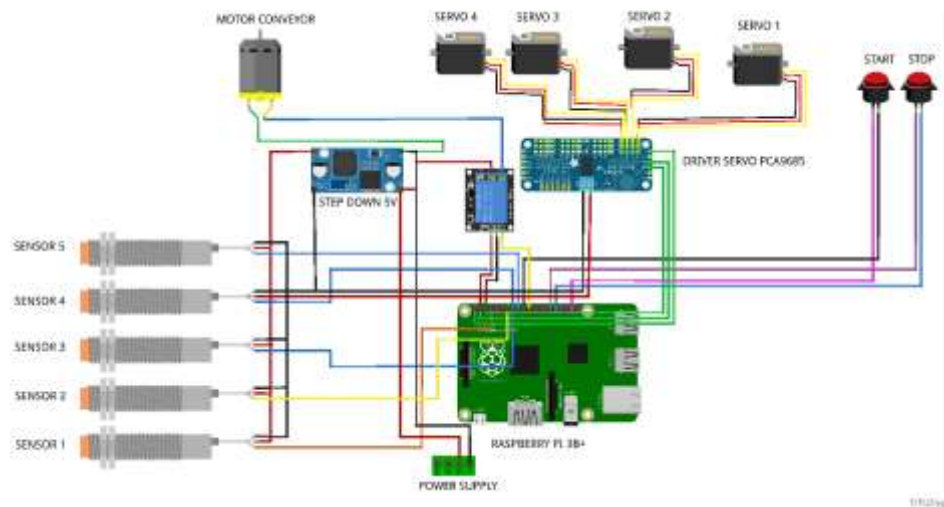 MOTOR CONVEYOR
SERVO 4
SERVO 3
SERVO 2
SERVO 1
START
STOP
DRIVER SERVO PCA9685
STEP DOWN 5V
SENSOR 5
SENSOR 4
SENSOR 3
SENSOR 2
SENSOR 1
RASPBERRY PI 3B+
POWER SUPPLY